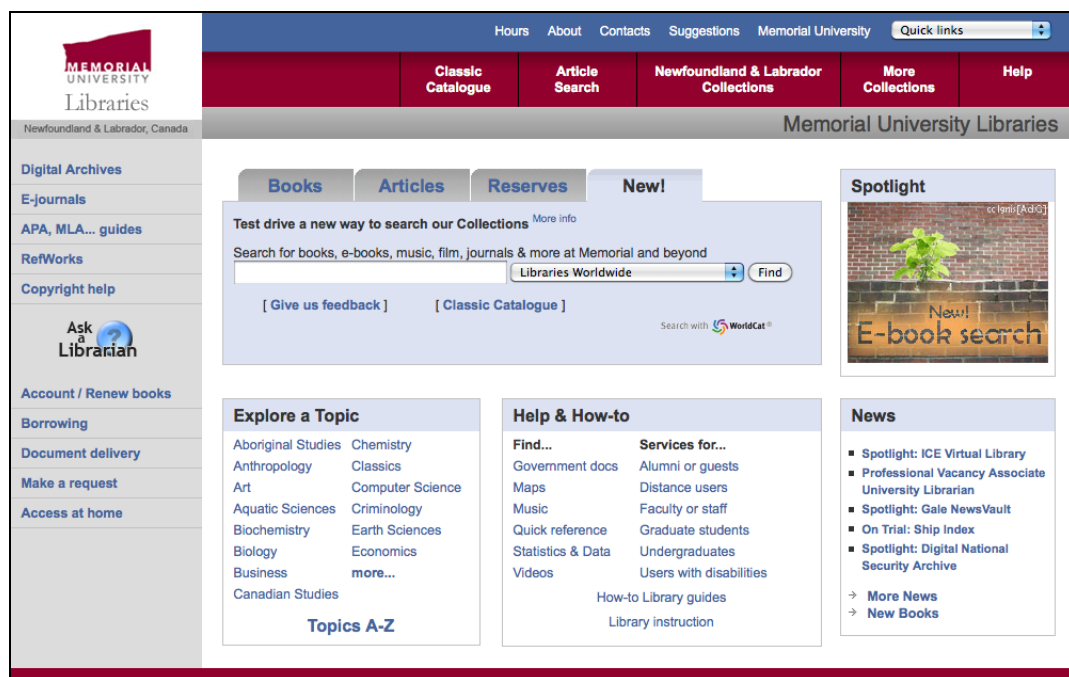 Hours About Contacts Suggestions Memorial University Quick links
MEMORIAL
UNIVERSITY
Libraries
Newfoundland & Labrador, Canada
Classic
Catalogue
Article
Search
Newfoundland & Labrador
Collections
More
Collections
Help
Memorial University Libraries
Digital Archives
E-journals
APA, MLA... guides
RefWorks
Copyright help
Ask
a
Librarian
?
Account / Renew books
Borrowing
Document delivery
Make a request
Access at home
Books Articles Reserves New!
Test drive a new way to search our Collections More info
Search for books, e-books, music, film, journals & more at Memorial and beyond
Libraries Worldwide Find
[ Give us feedback ] [ Classic Catalogue ]
Search with WorldCat®
Spotlight
cc Ignis[AdiG]
New!
E-book search
Explore a Topic
Aboriginal Studies
Anthropology
Art
Aquatic Sciences
Biochemistry
Biology
Business
Canadian Studies
Chemistry
Classics
Computer Science
Criminology
Earth Sciences
Economics
more...
Topics A-Z
Help & How-to
Find...
Government docs
Maps
Music
Quick reference
Statistics & Data
Videos
Services for...
Alumni or guests
Distance users
Faculty or staff
Graduate students
Undergraduates
Users with disabilities
How-to Library guides
Library instruction
News
Spotlight: ICE Virtual Library
Professional Vacancy Associate
University Librarian
Spotlight: Gale NewsVault
On Trial: Ship Index
Spotlight: Digital National
Security Archive
More News
New Books